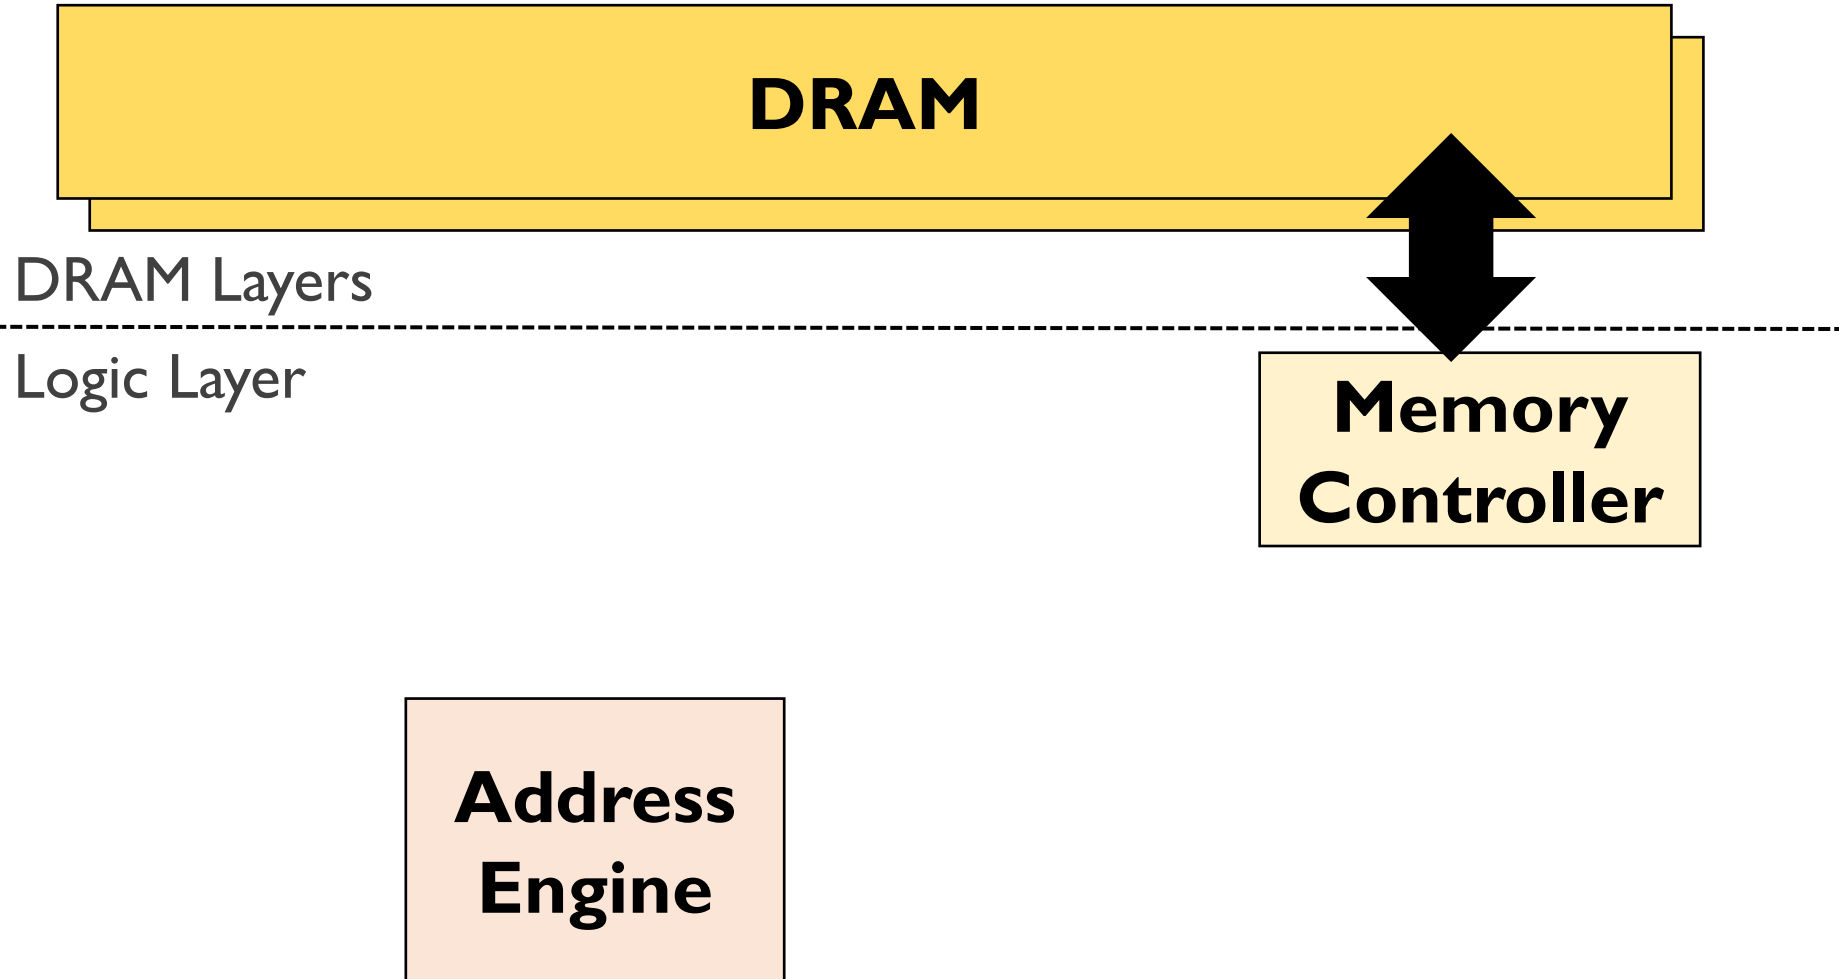 DRAM
DRAM Layers
Logic Layer
Memory
Controller
Address
Engine